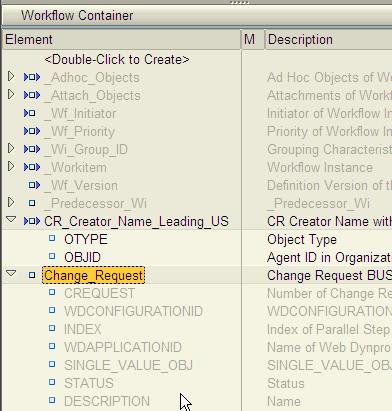 Workflow Container
Element M Description
<Double-Click to Create>
_Adhoc_Objects Ad Hoc Objects of Wo
_Attach_Objects Attachments of Workf
_Wf_Initiator Initiator of Workflow In
_Wf_Priority Priority of Workflow In
_Wi_Group_ID Grouping Characterist
_Workitem Workflow Instance
_Wf_Version Definition Version of th
_Predecessor_Wi _Predecessor_Wi
CR_Creator_Name_Leading_US CR Creator Name with
OTYPE Object Type
OBJID Agent ID in Organizatio
Change_Request Change Request BUS
CREQUEST Number of Change Re
WDCONFIGURATIONID WDCONFIGURATION
INDEX Index of Parallel Step
WDAPPLICATIONID Name of Web Dynpro
SINGLE_VALUE_OBJ SINGLE_VALUE_OBJ
STATUS Status
DESCRIPTION Name